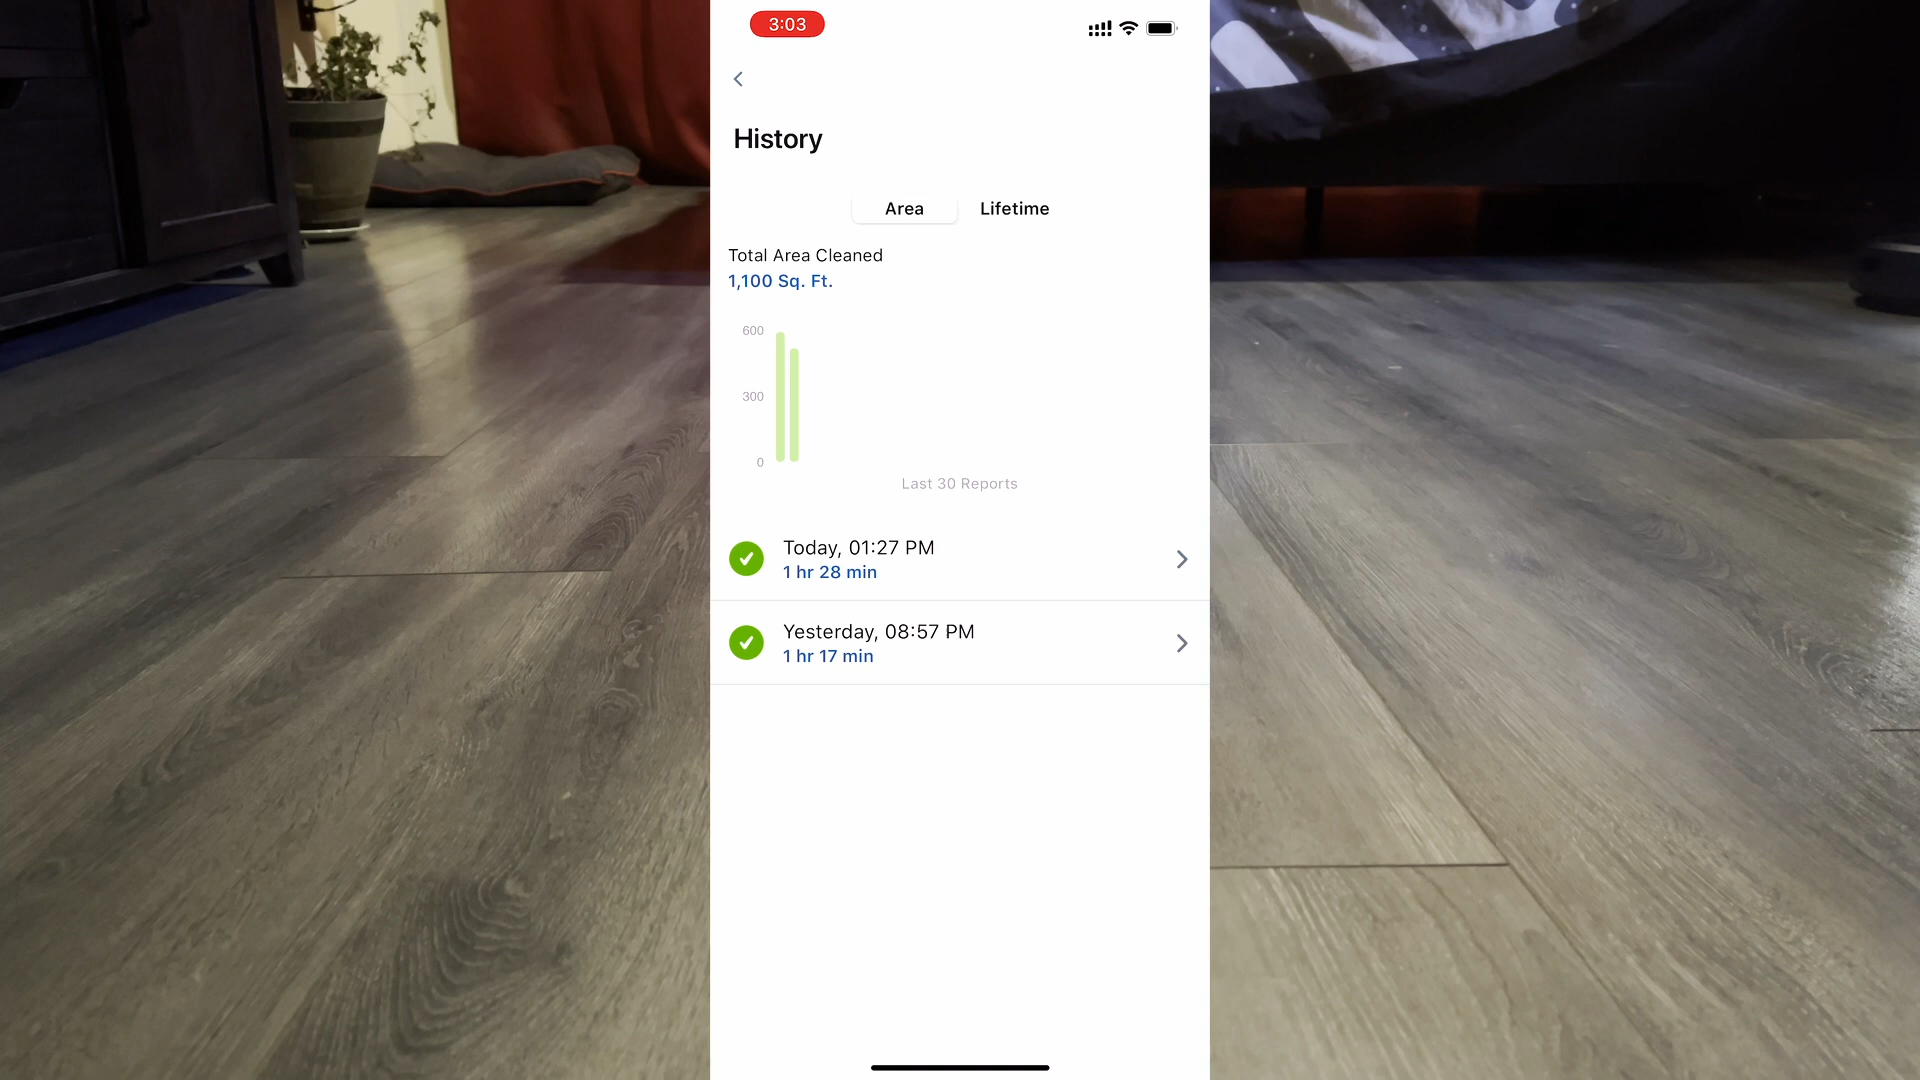 3:03
History
Area Lifetime
Total Area Cleaned
1,100 Sq. Ft.
600
300
0
Last 30 Reports
Today, 01:27 PM
1 hr 28 min
Yesterday, 08:57 PM
1 hr 17 min